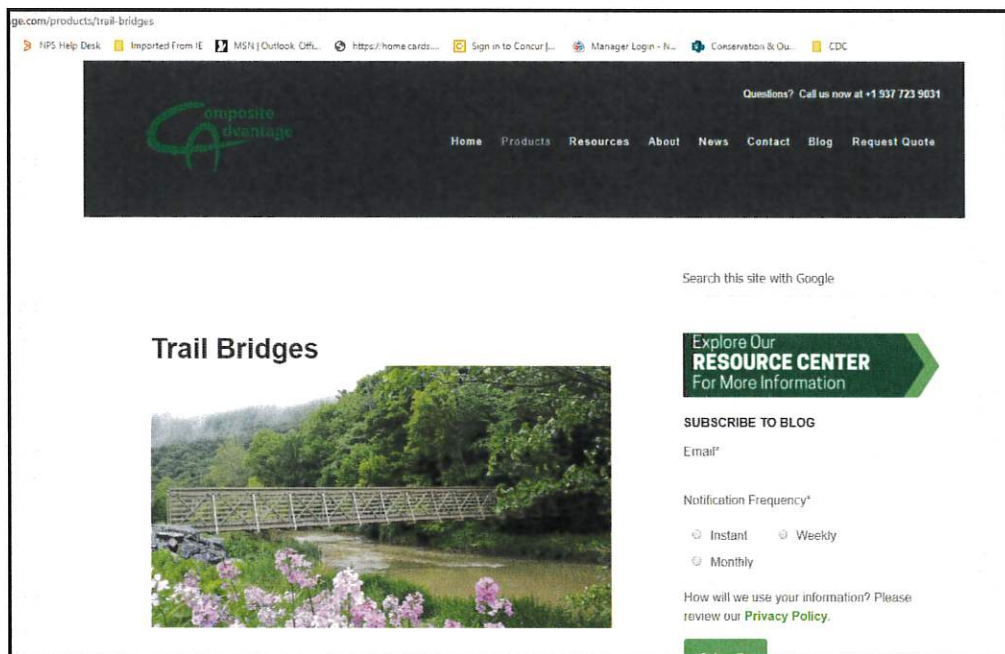 ge.com/products/trail-bridges
NPS Help Desk Imported From IE MSN | Outlook, Offi... https://home.cards.... Sign in to Concur |... Manager Login - N... Conservation & Ou... CDC
Questions? Call us now at +1 937 723 9031
Composite
Advantage
Home Products Resources About News Contact Blog Request Quote
Search this site with Google
Trail Bridges
Explore Our
RESOURCE CENTER
For More Information
SUBSCRIBE TO BLOG
Email*
Notification Frequency*
Instant Weekly
Monthly
How will we use your information? Please
review our Privacy Policy.